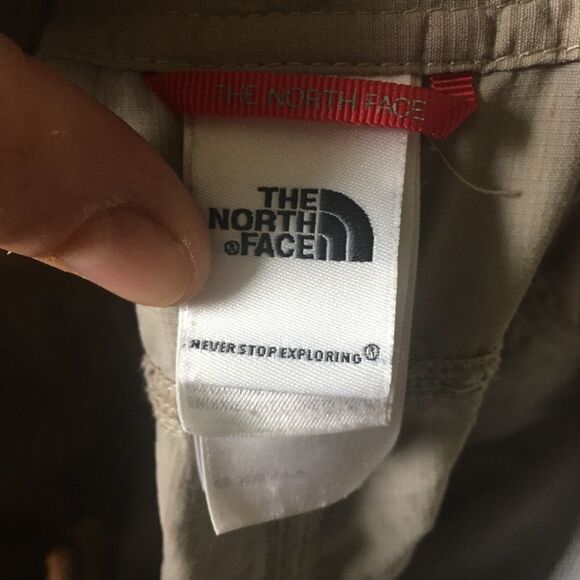 THE NORTH FACE
THE
NORTH
®FACE
NEVER STOP EXPLORING®